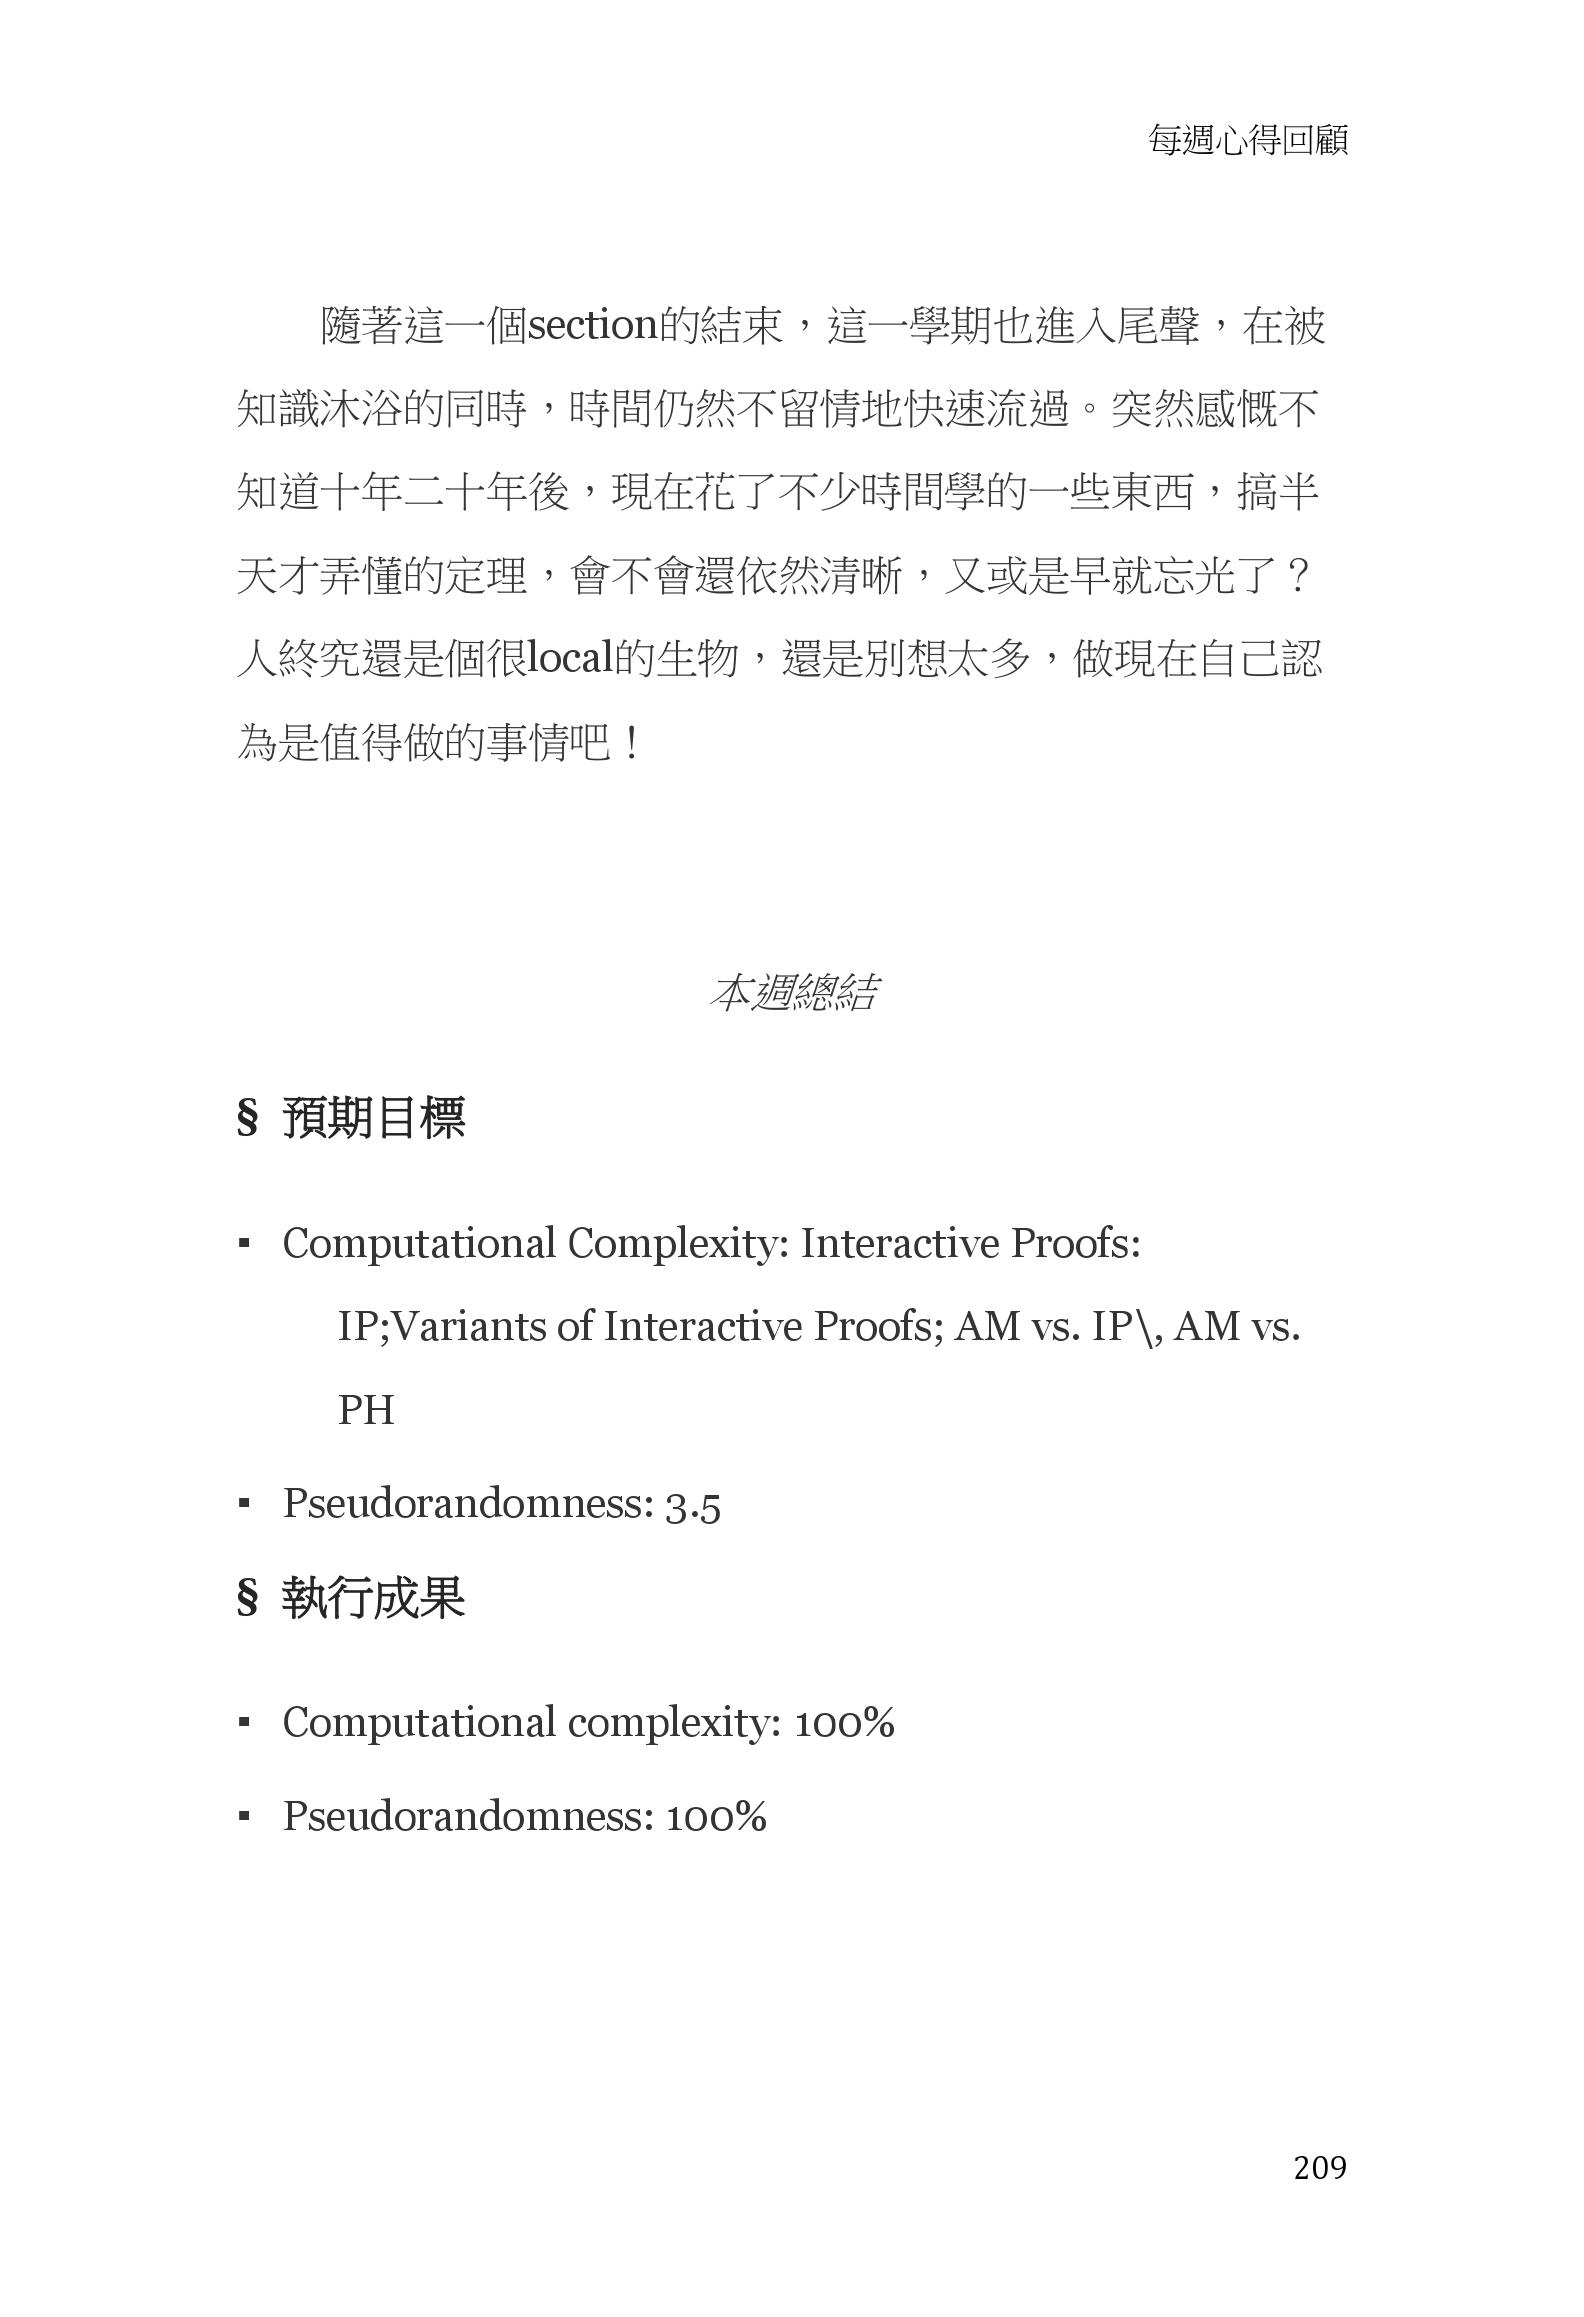 每週心得回顧
隨著這一個section的結束，這一學期也進入尾聲，在被
知識沐浴的同時，時間仍然不留情地快速流過。突然感慨不
知道十年二十年後，現在花了不少時間學的一些東西，搞半
天才弄懂的定理，會不會還依然清晰，又或是早就忘光了？
人終究還是個很local的生物，還是別想太多，做現在自己認
為是值得做的事情吧！
本週總結
§ 預期目標
▪ Computational Complexity: Interactive Proofs:
IP;Variants of Interactive Proofs; AM vs. IP\, AM vs.
PH
▪ Pseudorandomness: 3.5
§ 執行成果
▪ Computational complexity: 100%
▪ Pseudorandomness: 100%
209